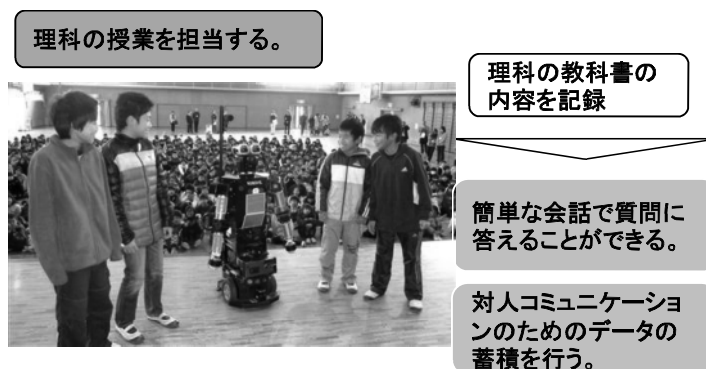 理科の授業を担当する。
理科の教科書の
内容を記録
簡単な会話で質問に
答えることができる。
対人コミュニケーショ
ンのためのデータの
蓄積を行う。